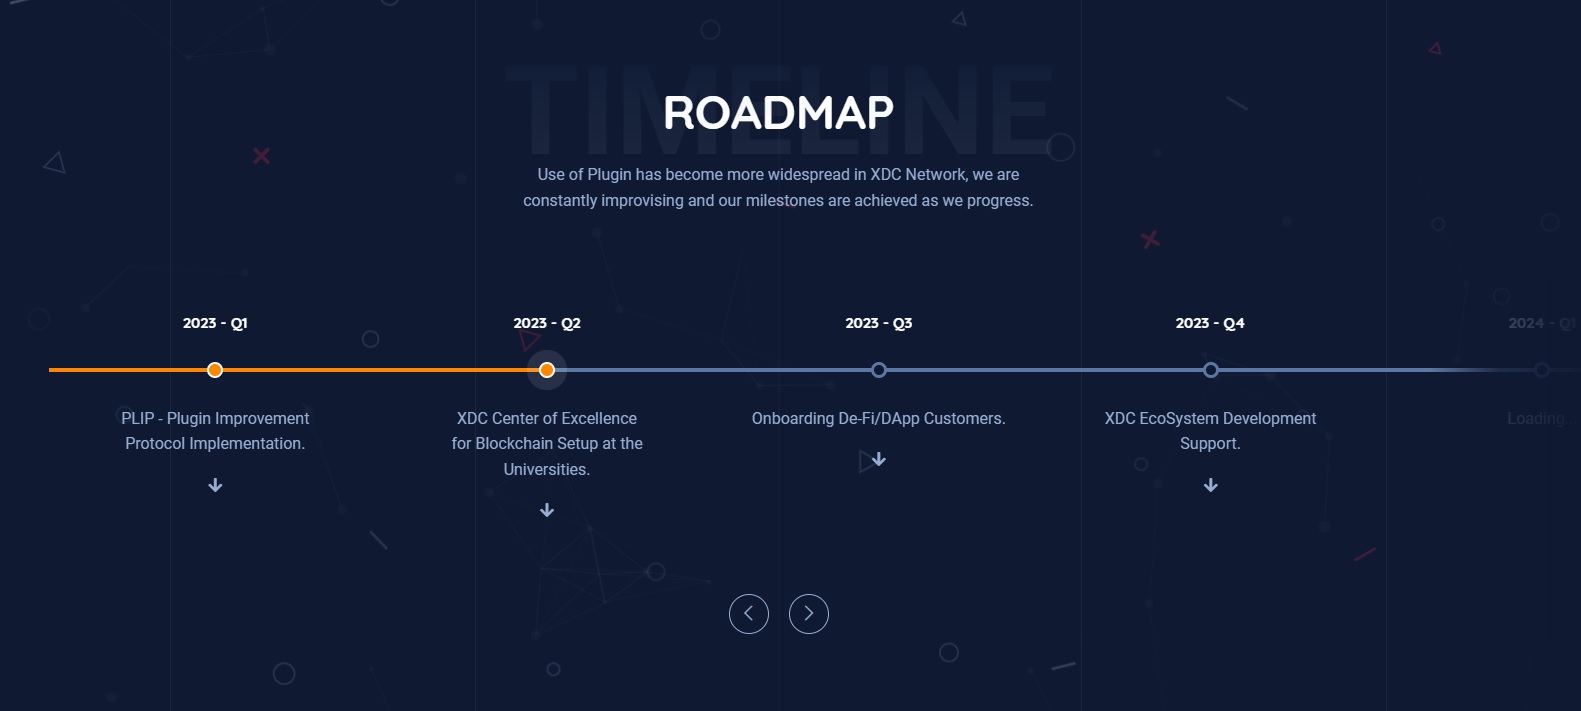 TIMELINE
ROADMAP
Use of Plugin has become more widespread in XDC Network, we are
constantly improvising and our milestones are achieved as we progress.
2023 - Q1
2023 - Q2
2023 - Q3
2023 - Q4
2024 - Q1
PLIP - Plugin Improvement
Protocol Implementation.
XDC Center of Excellence
for Blockchain Setup at the
Universities.
Onboarding De-Fi/DApp Customers.
XDC EcoSystem Development
Support.
Loading...